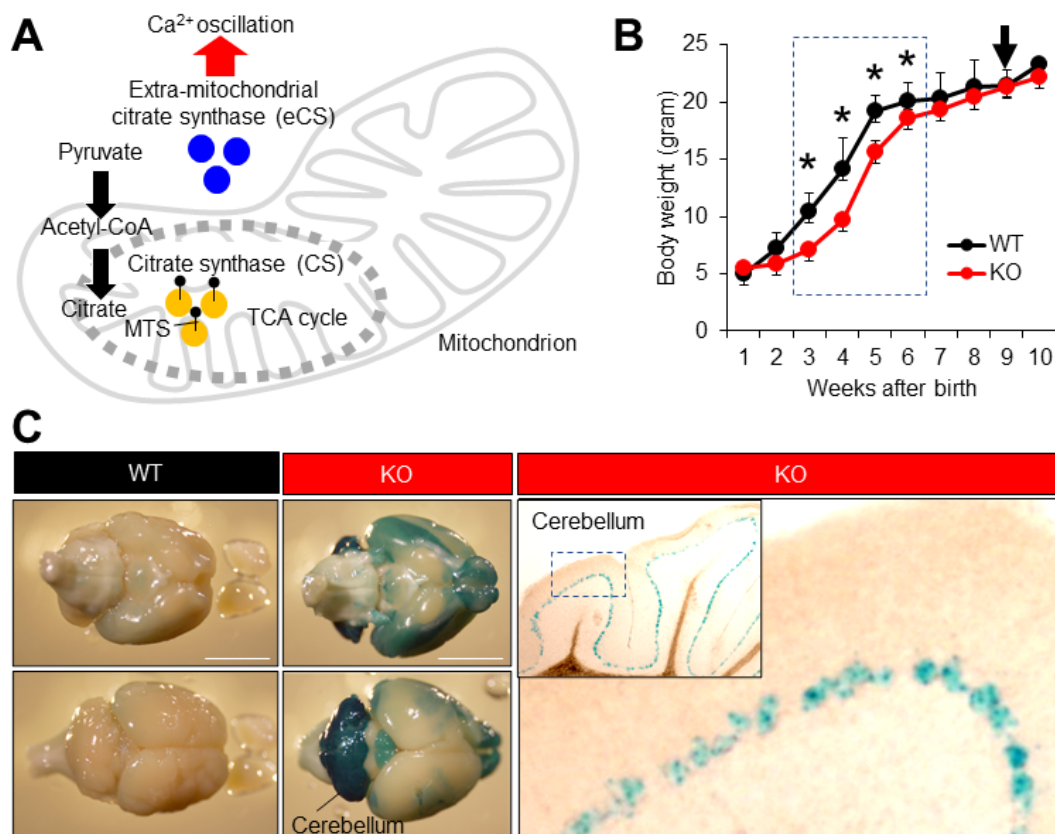 A
Ca²⁺ oscillation
Extra-mitochondrial
citrate synthase (eCS)
Pyruvate
Acetyl-CoA
Citrate synthase (CS)
Citrate
MTS
TCA cycle
Mitochondrion
B
Body weight (gram)
25
20
15
10
5
0
* * * *
WT
KO
1 2 3 4 5 6 7 8 9 10
Weeks after birth
C
WT
KO
KO
Cerebellum
Cerebellum